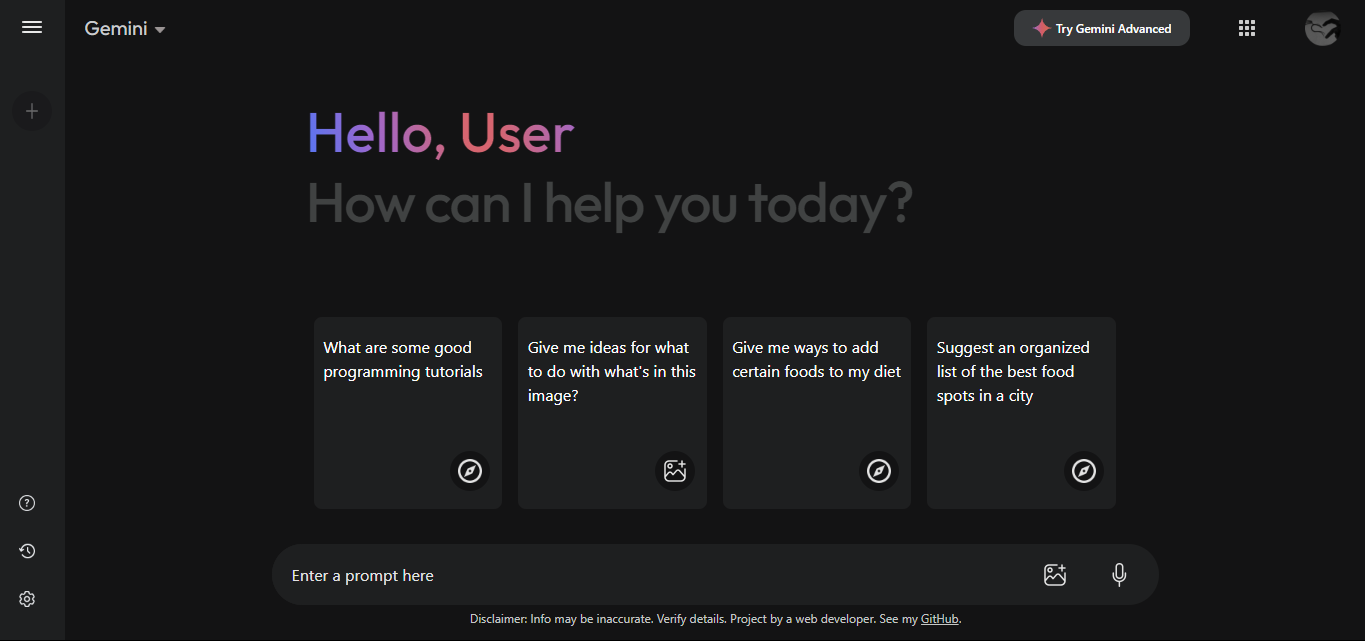 Gemini
Try Gemini Advanced
Hello, User
How can I help you today?
What are some good
programming tutorials
Give me ideas for what
to do with what's in this
image?
Give me ways to add
certain foods to my diet
Suggest an organized
list of the best food
spots in a city
Enter a prompt here
Disclaimer: Info may be inaccurate. Verify details. Project by a web developer. See my GitHub.